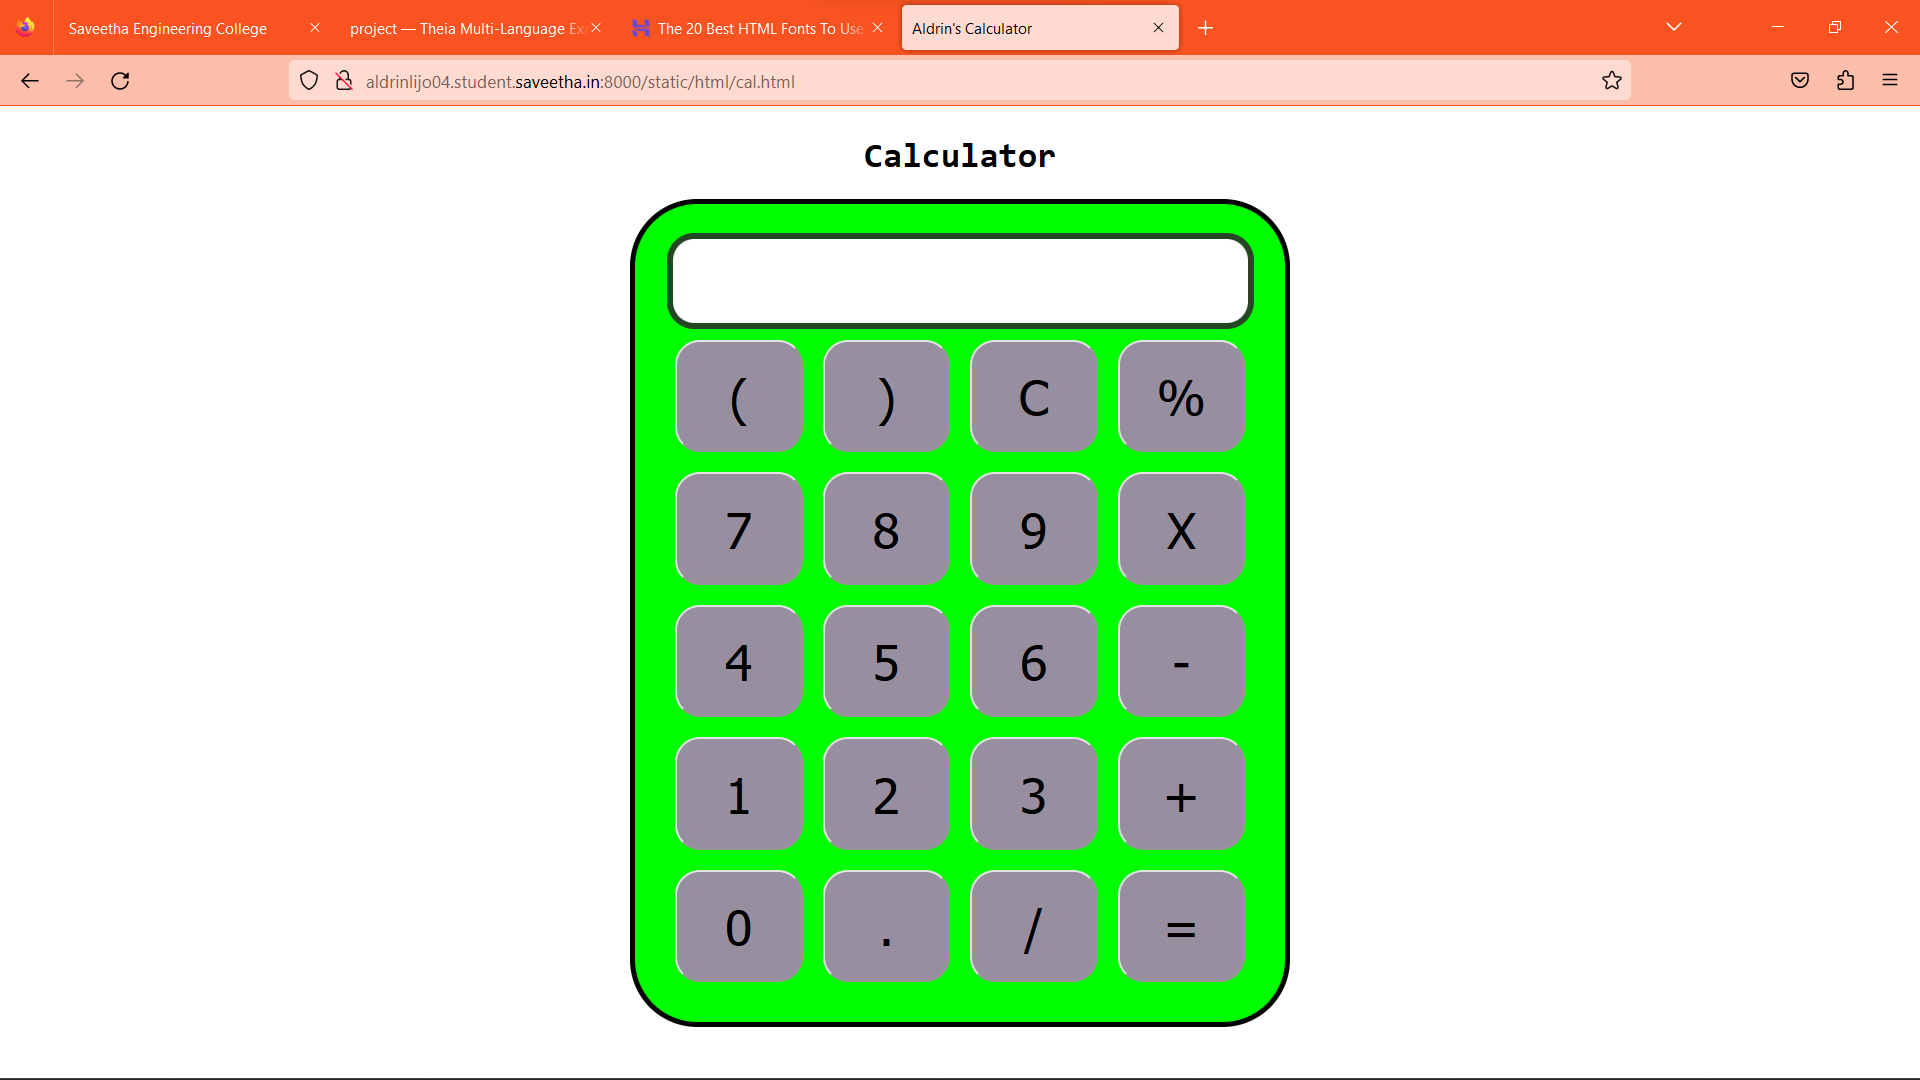 Saveetha Engineering College
project — Theia Multi-Language Exa
The 20 Best HTML Fonts To Use
Aldrin's Calculator
aldrinlijo04.student.saveetha.in:8000/static/html/cal.html
Calculator
( ) C %
7 8 9 X
4 5 6 -
1 2 3 +
0 . / =